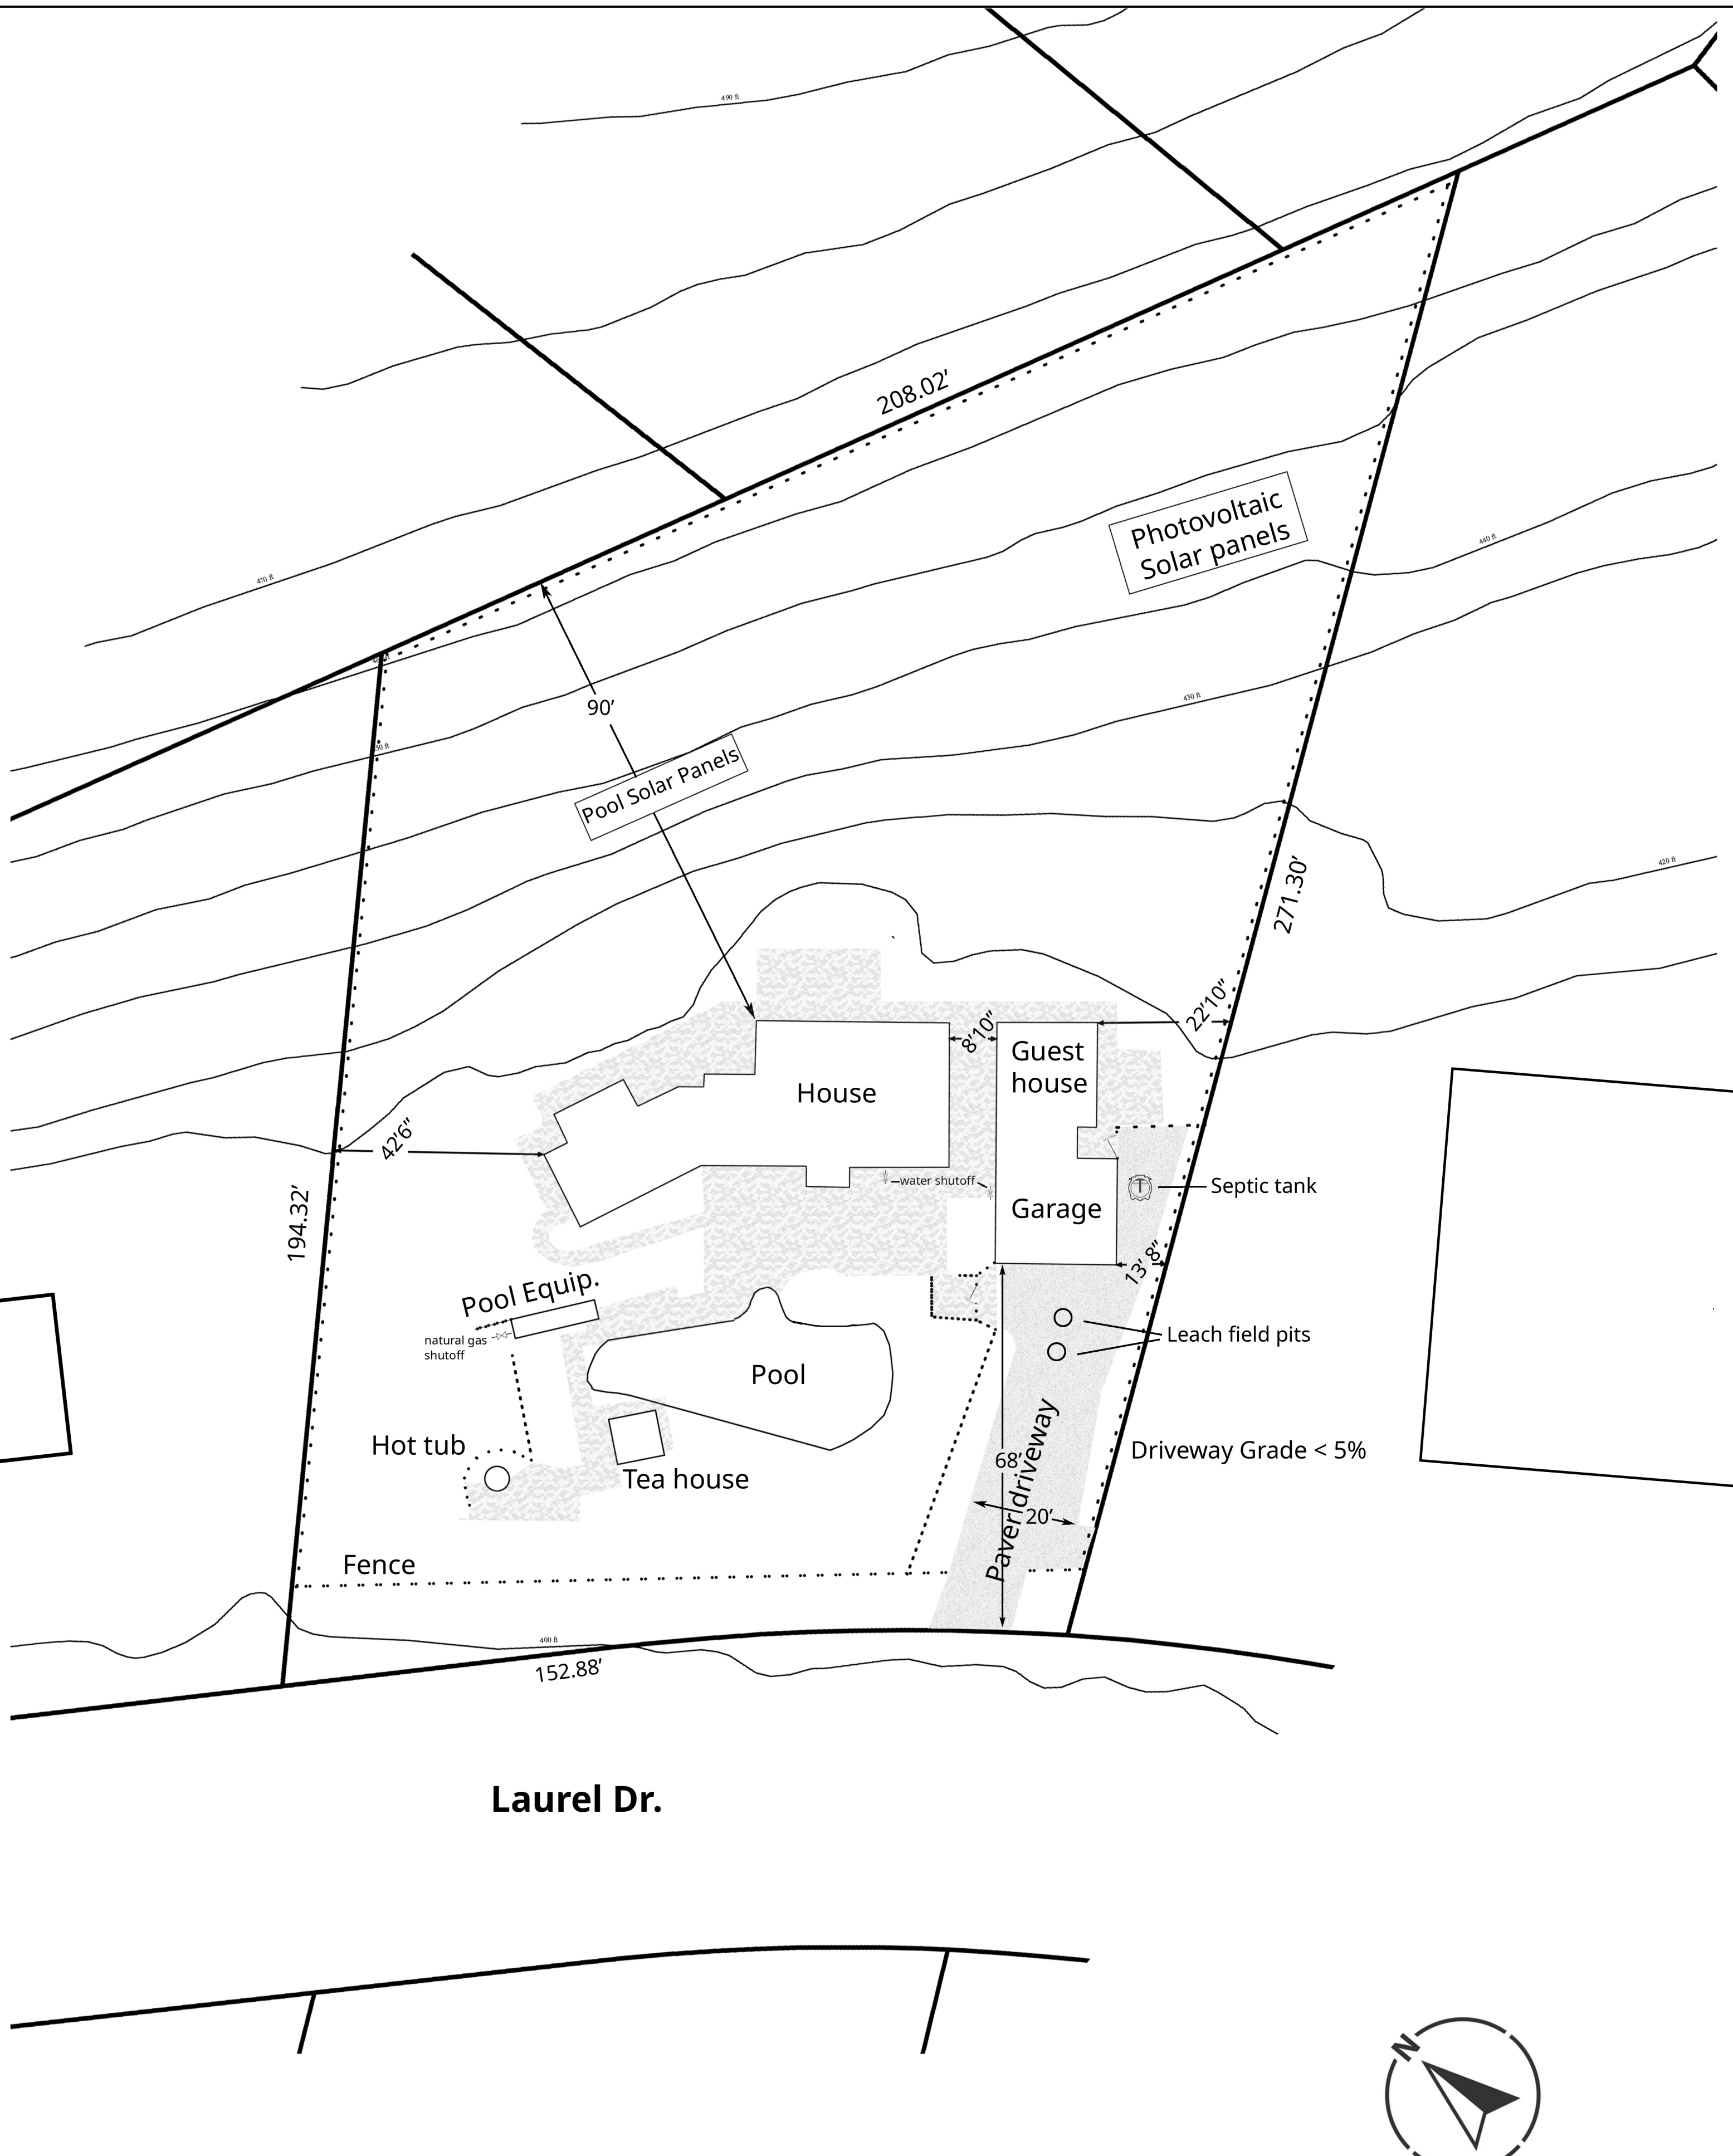 490 ft
208.02′
Photovoltaic
Solar panels
440 ft
470 ft
90′
430 ft
Pool Solar Panels
420 ft
271.30′
22′10″
8′10″
Guest
house
House
42′6″
water shutoff
Septic tank
Garage
194.32′
13′ 8″
Pool Equip.
natural gas
shutoff
Leach field pits
Pool
Hot tub
Driveway Grade < 5%
68′
Tea house
Paver driveway
20′
Fence
400 ft
152.88′
Laurel Dr.
N